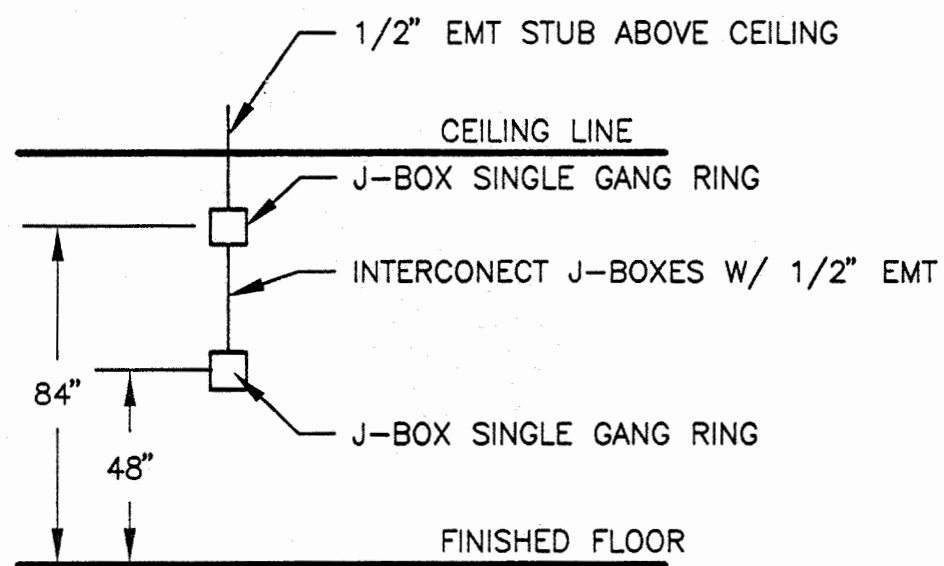 1/2" EMT STUB ABOVE CEILING
CEILING LINE
J-BOX SINGLE GANG RING
INTERCONECT J-BOXES W/ 1/2" EMT
84"
J-BOX SINGLE GANG RING
48"
FINISHED FLOOR